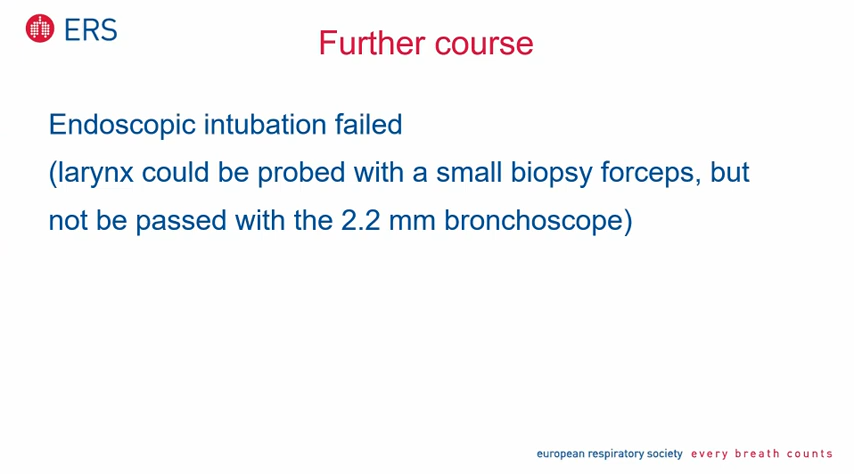 ERS
Further course
Endoscopic intubation failed
(larynx could be probed with a small biopsy forceps, but
not be passed with the 2.2 mm bronchoscope)
european respiratory society every breath counts